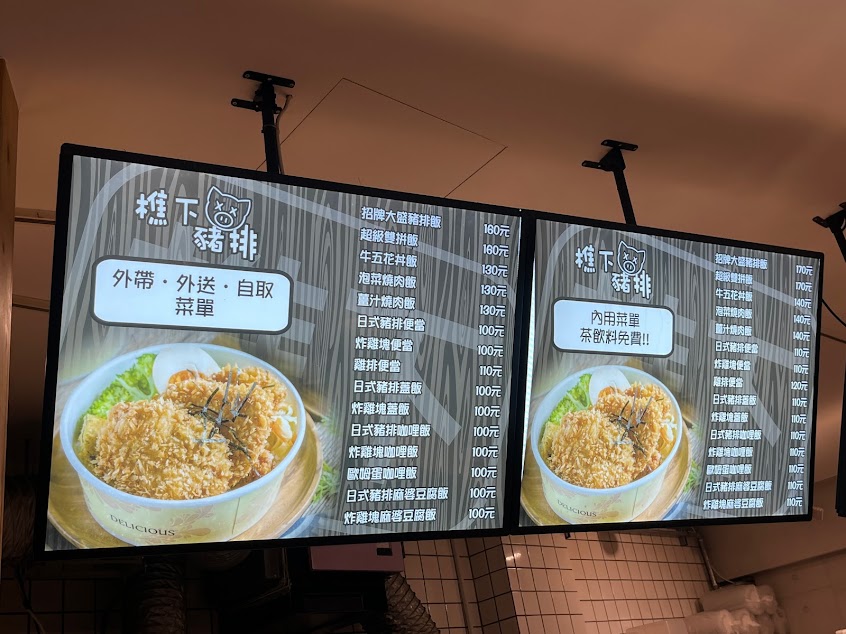 樵下
豬排
外帶・外送・自取
菜單
招牌大盛豬排飯 160元
超級雙拼飯 160元
牛五花丼飯 130元
泡菜燒肉飯 130元
薑汁燒肉飯 130元
日式豬排便當 100元
炸雞塊便當 100元
雞排便當 110元
日式豬排蓋飯 100元
炸雞塊蓋飯 100元
日式豬排咖哩飯 100元
炸雞塊咖哩飯 100元
歐姆蛋咖哩飯 100元
日式豬排麻婆豆腐飯 100元
炸雞塊麻婆豆腐飯 100元
DELICIOUS
樵下
豬排
內用菜單
茶飲料免費!!
招牌大盛豬排飯 170元
超級雙拼飯 170元
牛五花丼飯 140元
泡菜燒肉飯 140元
薑汁燒肉飯 140元
日式豬排便當 110元
炸雞塊便當 110元
雞排便當 120元
日式豬排蓋飯 110元
炸雞塊蓋飯 110元
日式豬排咖哩飯 110元
炸雞塊咖哩飯 110元
歐姆蛋咖哩飯 110元
日式豬排麻婆豆腐飯 110元
炸雞塊麻婆豆腐飯 110元
DELICIOUS